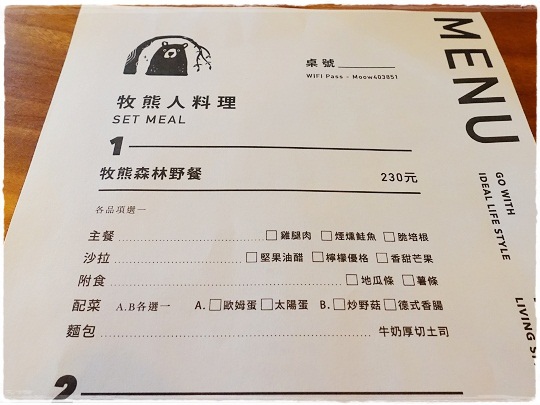 MENU
桌號
WIFI Pass - Moow403851
牧熊人料理
SET MEAL
1
牧熊森林野餐 230元
各品項選一
主餐 □雞腿肉 □煙燻鮭魚 □脆培根
沙拉 □堅果油醋 □檸檬優格 □香甜芒果
附食 □地瓜條 □薯條
配菜 A.B各選一 A.□歐姆蛋□太陽蛋 B.□炒野菇□德式香腸
麵包 牛奶厚切土司
2
GO WITH
IDEAL LIFE STYLE
LIVING